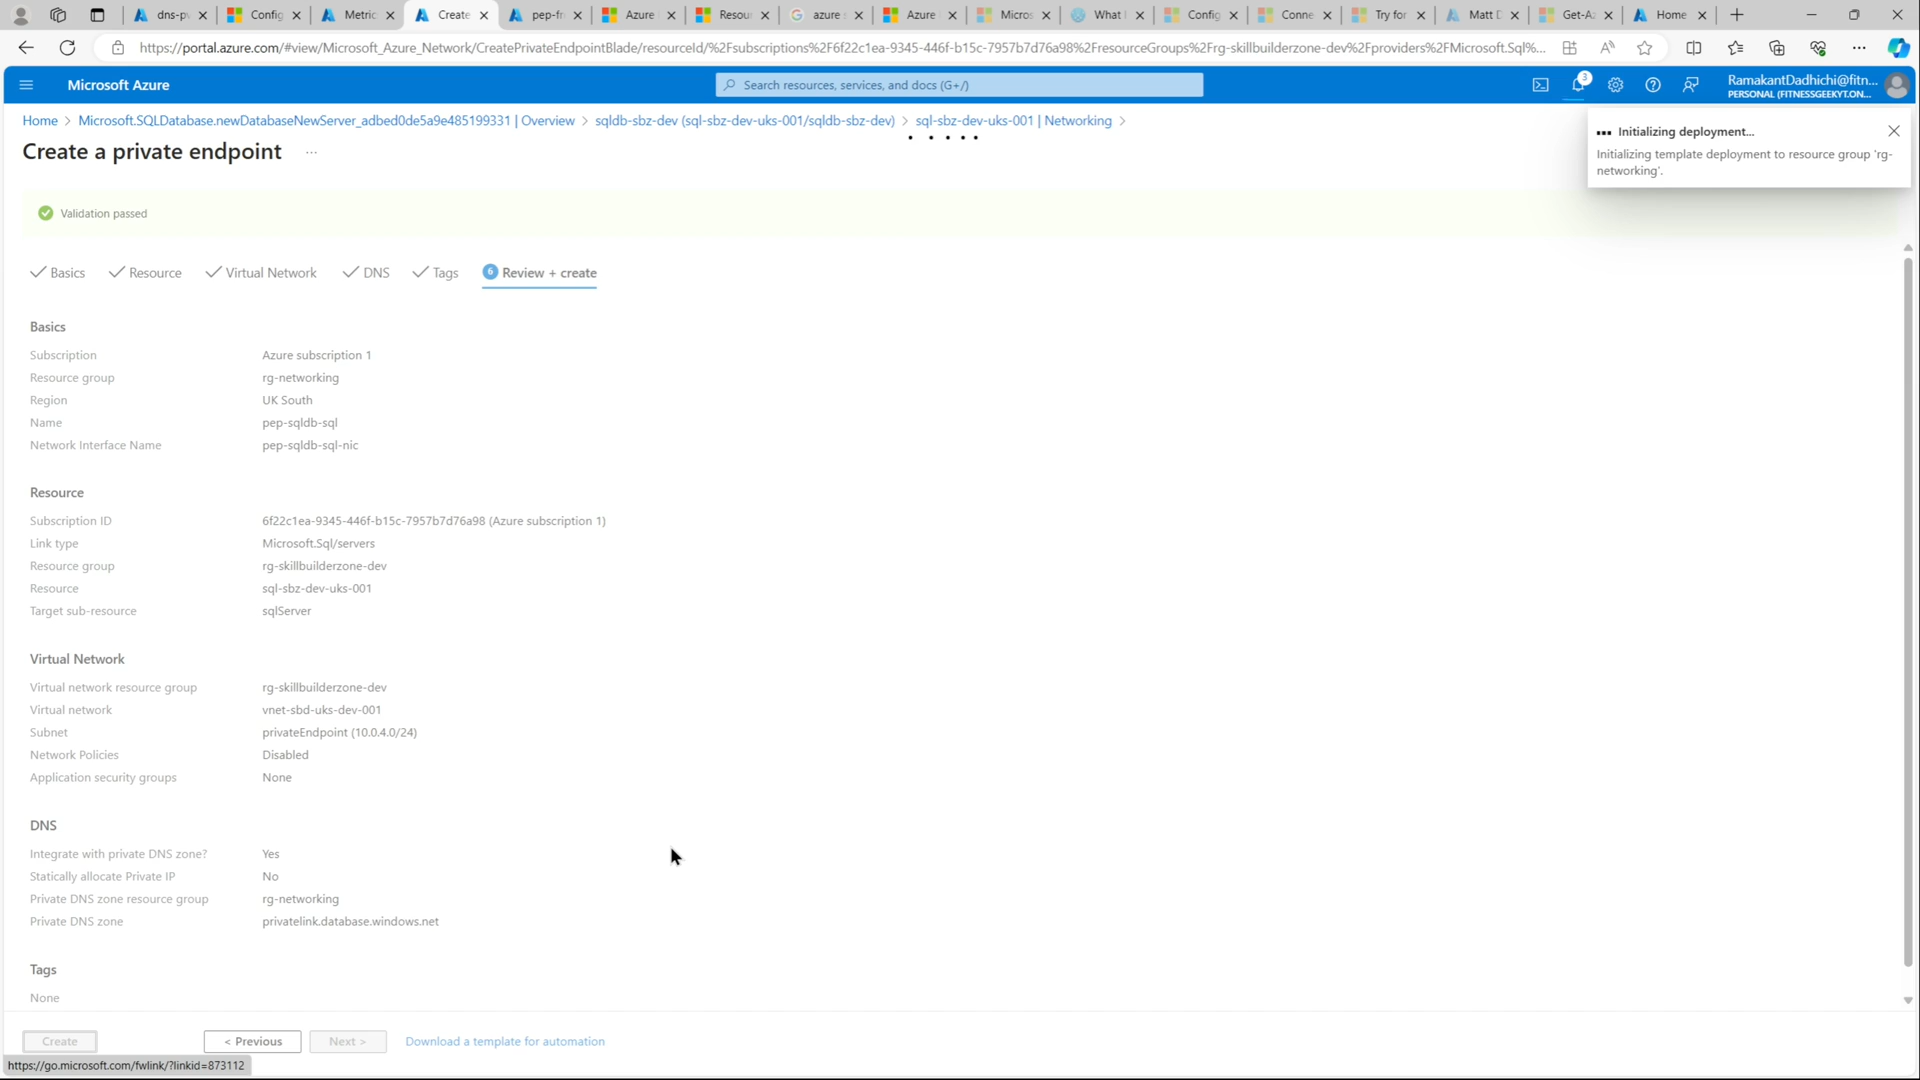 dns-pv
Config
Metric
Create
pep-fr
Azure
Resour
azure s
Azure
Micros
What I
Config
Conne
Try for
Matt D
Get-Az
Home
https://portal.azure.com/#view/Microsoft_Azure_Network/CreatePrivateEndpointBlade/resourceId/%2Fsubscriptions%2F6f22c1ea-9345-446f-b15c-7957b7d76a98%2FresourceGroups%2Frg-skillbuilderzone-dev%2Fproviders%2FMicrosoft.Sql%...
Microsoft Azure
Search resources, services, and docs (G+/)
3
RamakantDadhichi@fitn...
PERSONAL (FITNESSGEEKYT.ON...
Home > Microsoft.SQLDatabase.newDatabaseNewServer_adbed0de5a9e485199331 | Overview > sqldb-sbz-dev (sql-sbz-dev-uks-001/sqldb-sbz-dev) > sql-sbz-dev-uks-001 | Networking >
Create a private endpoint ...
Initializing deployment...
Initializing template deployment to resource group 'rg-
networking'.
Validation passed
Basics
Resource
Virtual Network
DNS
Tags
6 Review + create
Basics
Subscription Azure subscription 1
Resource group rg-networking
Region UK South
Name pep-sqldb-sql
Network Interface Name pep-sqldb-sql-nic
Resource
Subscription ID 6f22c1ea-9345-446f-b15c-7957b7d76a98 (Azure subscription 1)
Link type Microsoft.Sql/servers
Resource group rg-skillbuilderzone-dev
Resource sql-sbz-dev-uks-001
Target sub-resource sqlServer
Virtual Network
Virtual network resource group rg-skillbuilderzone-dev
Virtual network vnet-sbd-uks-dev-001
Subnet privateEndpoint (10.0.4.0/24)
Network Policies Disabled
Application security groups None
DNS
Integrate with private DNS zone? Yes
Statically allocate Private IP No
Private DNS zone resource group rg-networking
Private DNS zone privatelink.database.windows.net
Tags
None
Create
< Previous
Next >
Download a template for automation
https://go.microsoft.com/fwlink/?linkid=873112